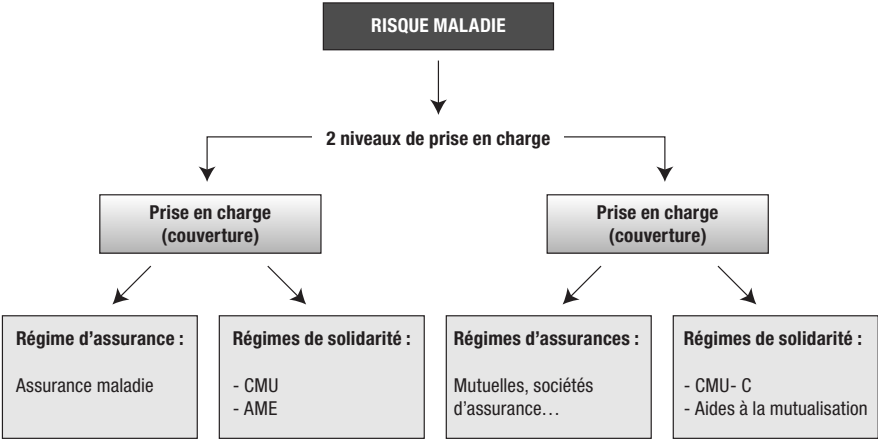 RISQUE MALADIE
2 niveaux de prise en charge
Prise en charge
(couverture)
Prise en charge
(couverture)
Régime d'assurance :
Assurance maladie
Régimes de solidarité :
- CMU
- AME
Régimes d'assurances :
Mutuelles, sociétés
d'assurance…
Régimes de solidarité :
- CMU- C
- Aides à la mutualisation